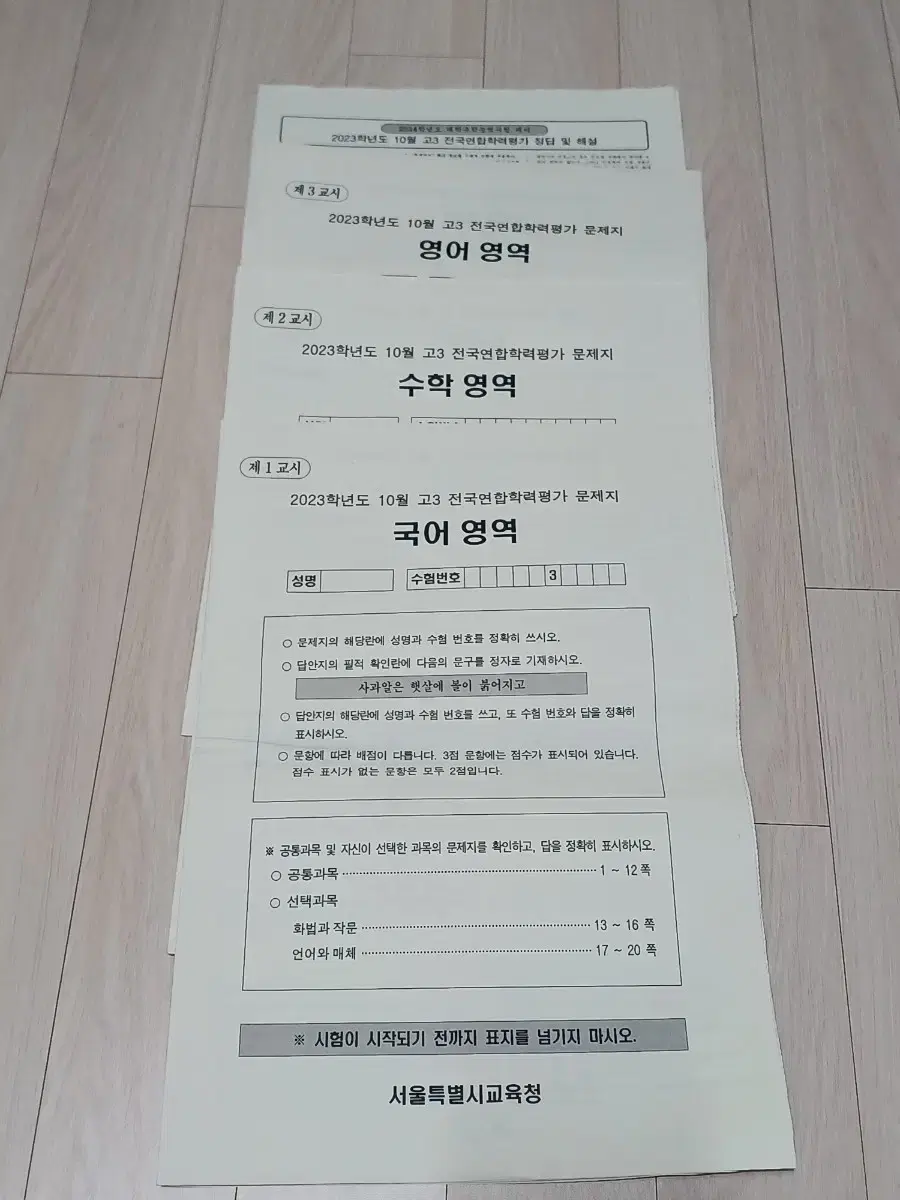 2024학년도 대학수학능력시험 대비
2023학년도 10월 고3 전국연합학력평가 정답 및 해설
제 3 교시
2023학년도 10월 고3 전국연합학력평가 문제지
영어 영역
제 2 교시
2023학년도 10월 고3 전국연합학력평가 문제지
수학 영역
제 1 교시
2023학년도 10월 고3 전국연합학력평가 문제지
국어 영역
성명 수험번호 3
○ 문제지의 해당란에 성명과 수험 번호를 정확히 쓰시오.
○ 답안지의 필적 확인란에 다음의 문구를 정자로 기재하시오.
사과알은 햇살에 볼이 붉어지고
○ 답안지의 해당란에 성명과 수험 번호를 쓰고, 또 수험 번호와 답을 정확히
표시하시오.
○ 문항에 따라 배점이 다릅니다. 3점 문항에는 점수가 표시되어 있습니다.
점수 표시가 없는 문항은 모두 2점입니다.
※ 공통과목 및 자신이 선택한 과목의 문제지를 확인하고, 답을 정확히 표시하시오.
○ 공통과목 1 ~ 12 쪽
○ 선택과목
화법과 작문 13 ~ 16 쪽
언어와 매체 17 ~ 20 쪽
※ 시험이 시작되기 전까지 표지를 넘기지 마시오.
서울특별시교육청